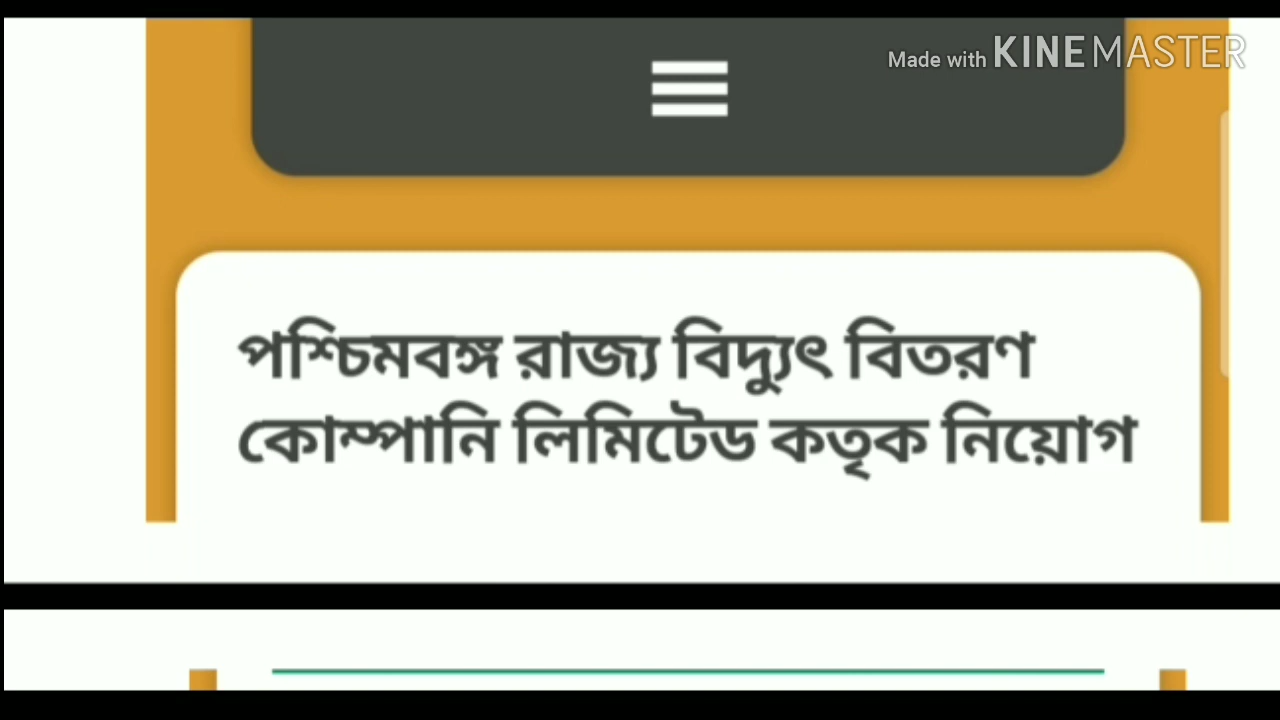 Made with KINEMASTER
পশ্চিমবঙ্গ রাজ্য বিদ্যুৎ বিতরণ
কোম্পানি লিমিটেড কতৃক নিয়োগ